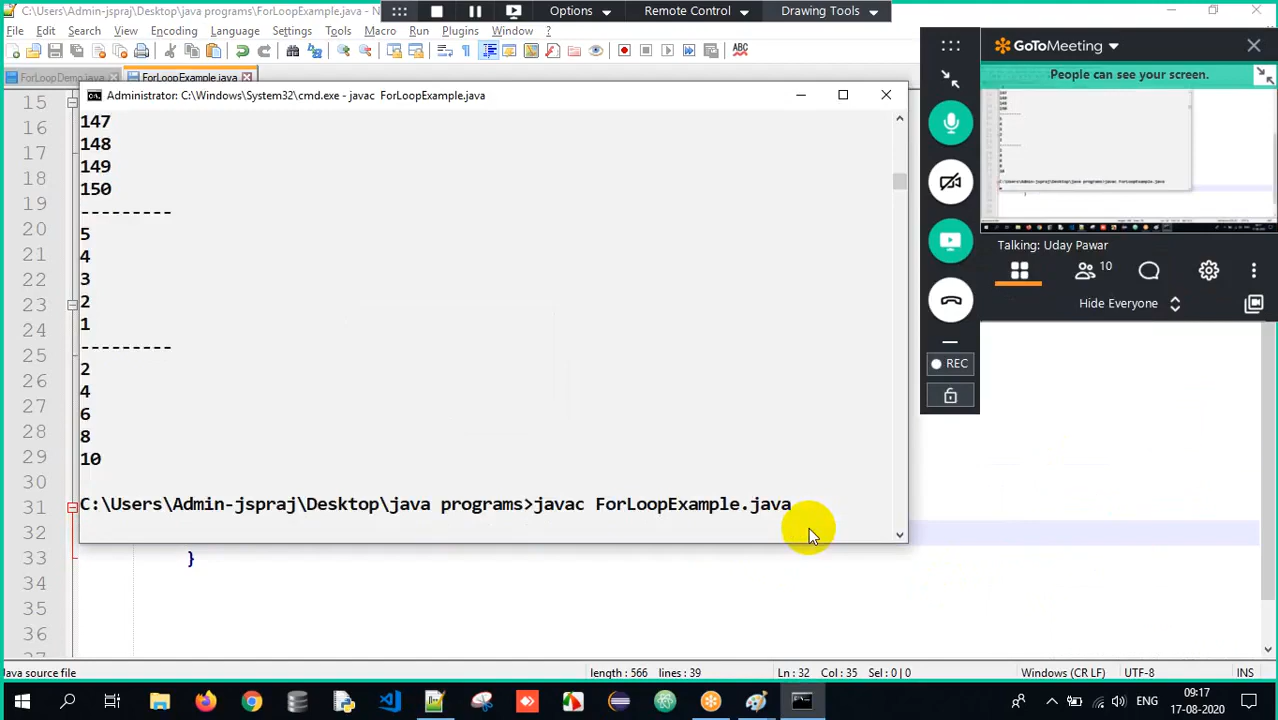 C:\Users\Admin-jspraj\Desktop\java programs\ForLoopExample.java - N
Options
Remote Control
Drawing Tools
File Edit Search View Encoding Language Settings Tools Macro Run Plugins Window ?
ABC
ForLoopDemo.java
ForLoopExample.java
GoToMeeting
People can see your screen.
Administrator: C:\Windows\System32\cmd.exe - javac ForLoopExample.java
147
148
149
150
---------
5
4
3
2
1
---------
2
4
6
8
10
C:\Users\Admin-jspraj\Desktop\java programs>javac ForLoopExample.java
15
16
17
18
19
20
21
22
23
24
25
26
27
28
29
30
31
32
33
}
34
35
36
Talking: Uday Pawar
10
Hide Everyone
REC
Java source file
length : 566 lines : 39
Ln : 32 Col : 35 Sel : 0 | 0
Windows (CR LF)
UTF-8
INS
ENG
09:17
17-08-2020